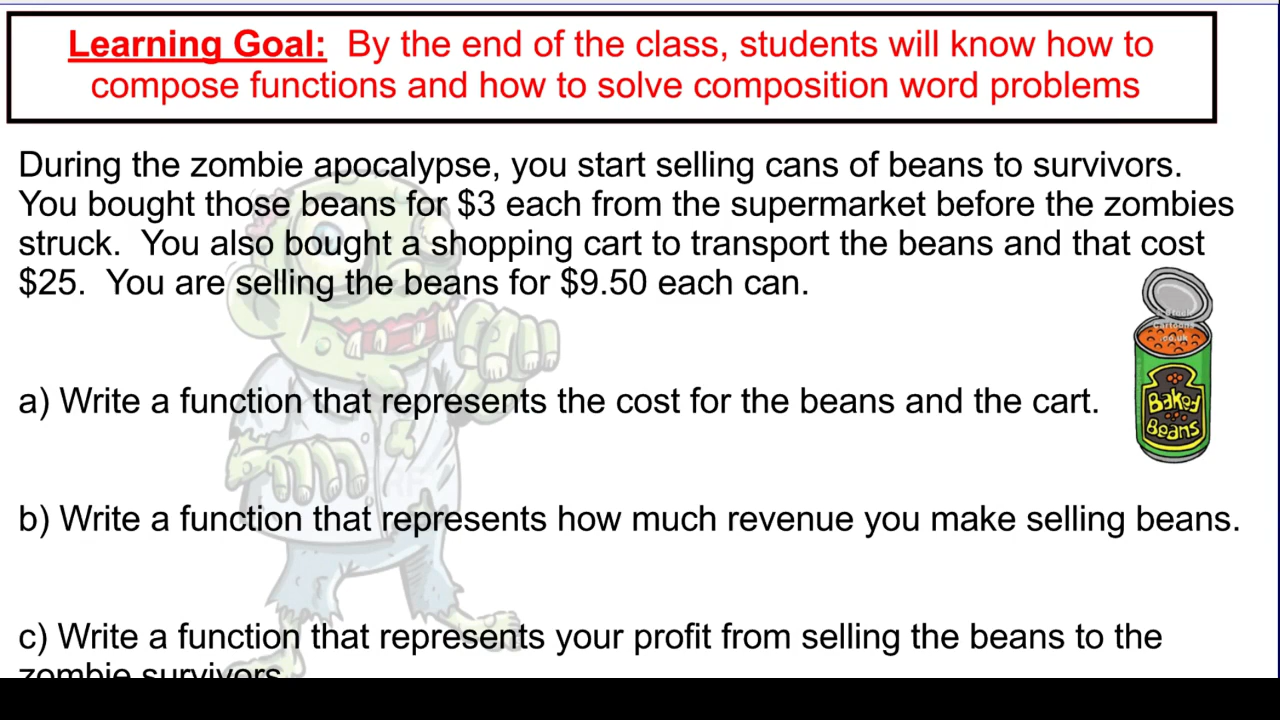 Learning Goal: By the end of the class, students will know how to
compose functions and how to solve composition word problems
During the zombie apocalypse, you start selling cans of beans to survivors.
You bought those beans for $3 each from the supermarket before the zombies
struck. You also bought a shopping cart to transport the beans and that cost
$25. You are selling the beans for $9.50 each can.
a) Write a function that represents the cost for the beans and the cart.
Baked
Beans
b) Write a function that represents how much revenue you make selling beans.
c) Write a function that represents your profit from selling the beans to the
zombie survivors